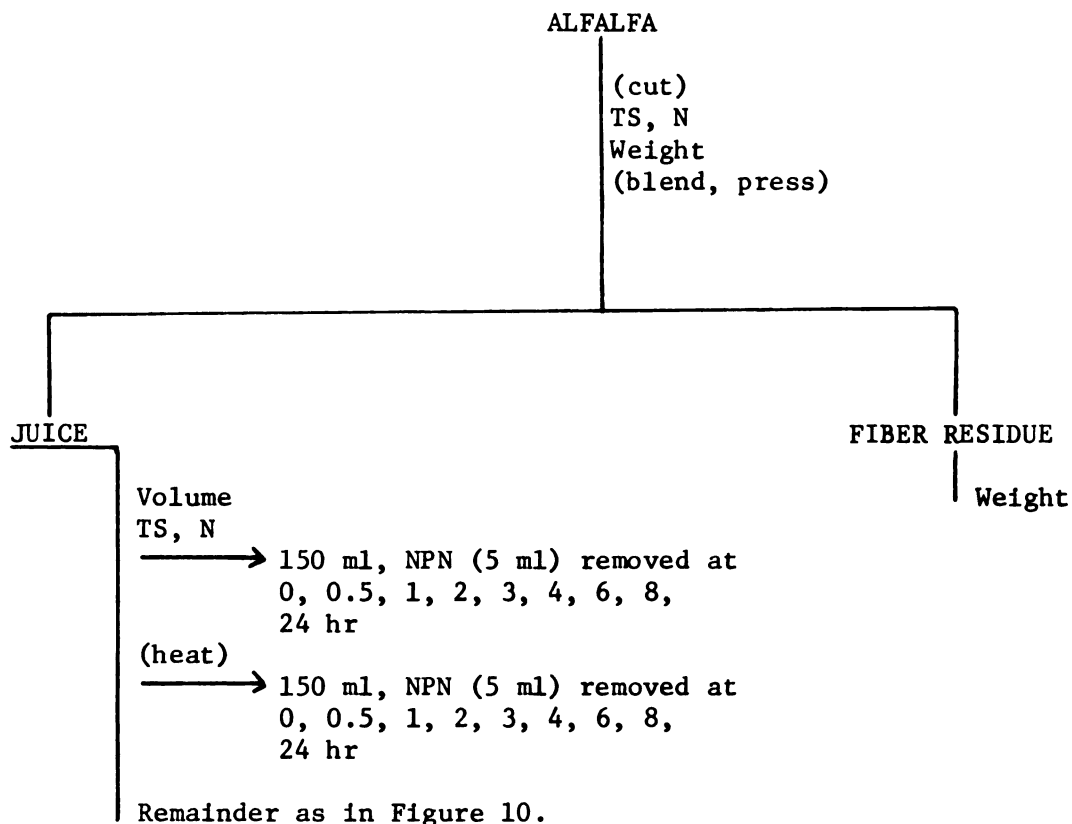 ALFALFA
(cut)
TS, N
Weight
(blend, press)
JUICE
FIBER RESIDUE
Volume
TS, N
Weight
150 ml, NPN (5 ml) removed at
0, 0.5, 1, 2, 3, 4, 6, 8,
24 hr
(heat)
150 ml, NPN (5 ml) removed at
0, 0.5, 1, 2, 3, 4, 6, 8,
24 hr
Remainder as in Figure 10.